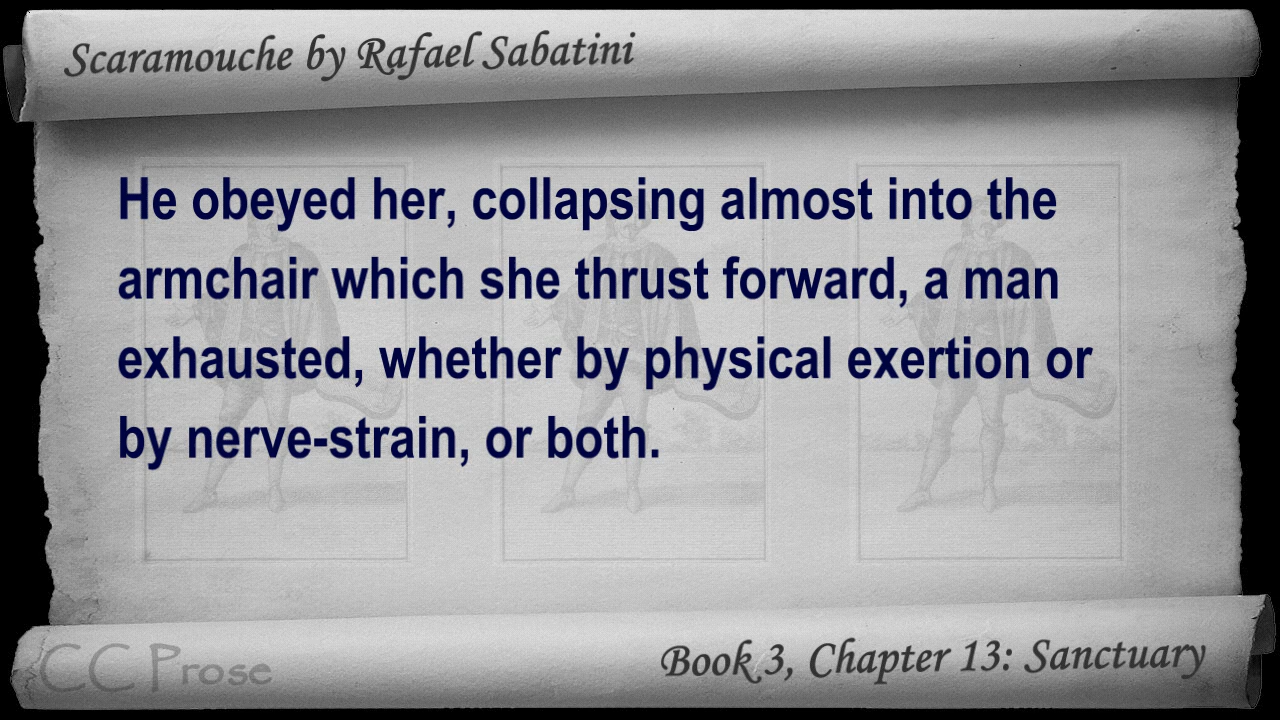 Scaramouche by Rafael Sabatini
He obeyed her, collapsing almost into the
armchair which she thrust forward, a man
exhausted, whether by physical exertion or
by nerve-strain, or both.
CC Prose
Book 3, Chapter 13: Sanctuary